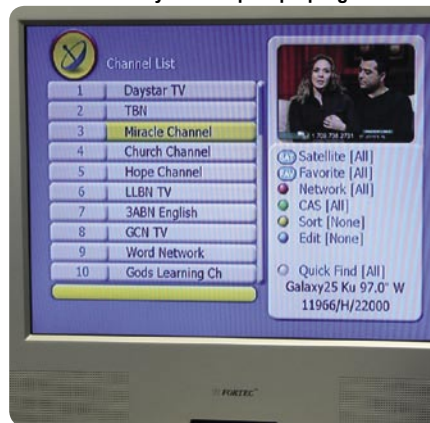 Channel List
1 Daystar TV
2 TBN
3 Miracle Channel
4 Church Channel
5 Hope Channel
6 LLBN TV
7 3ABN English
8 GCN TV
9 Word Network
10 Gods Learning Ch
Satellite [All]
Favorite [All]
Network [All]
CAS [All]
Sort [None]
Edit [None]
Quick Find [All]
Galaxy25 Ku 97.0° W
11966/H/22000
FORTEC